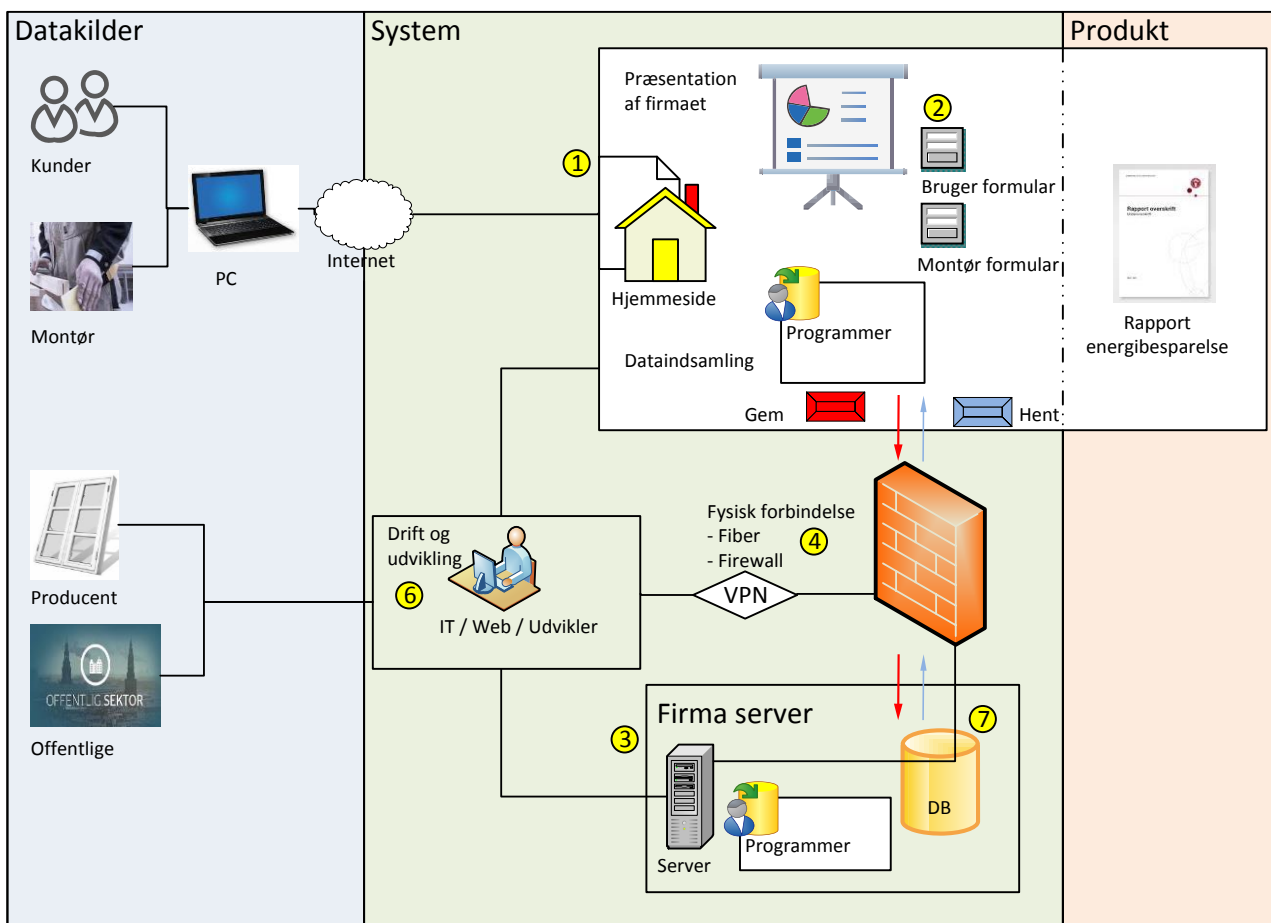 Datakilder
System
Produkt
Kunder
Montør
PC
Internet
Producent
OFFENTLIG SEKTOR
Offentlige
Præsentation
af firmaet
1
2
Bruger formular
Montør formular
Hjemmeside
Programmer
Dataindsamling
Gem
Hent
Rapport overskrift
Rapport
energibesparelse
Drift og
udvikling
6
IT / Web / Udvikler
Fysisk forbindelse
- Fiber
- Firewall
4
VPN
Firma server
3
7
DB
Programmer
Server